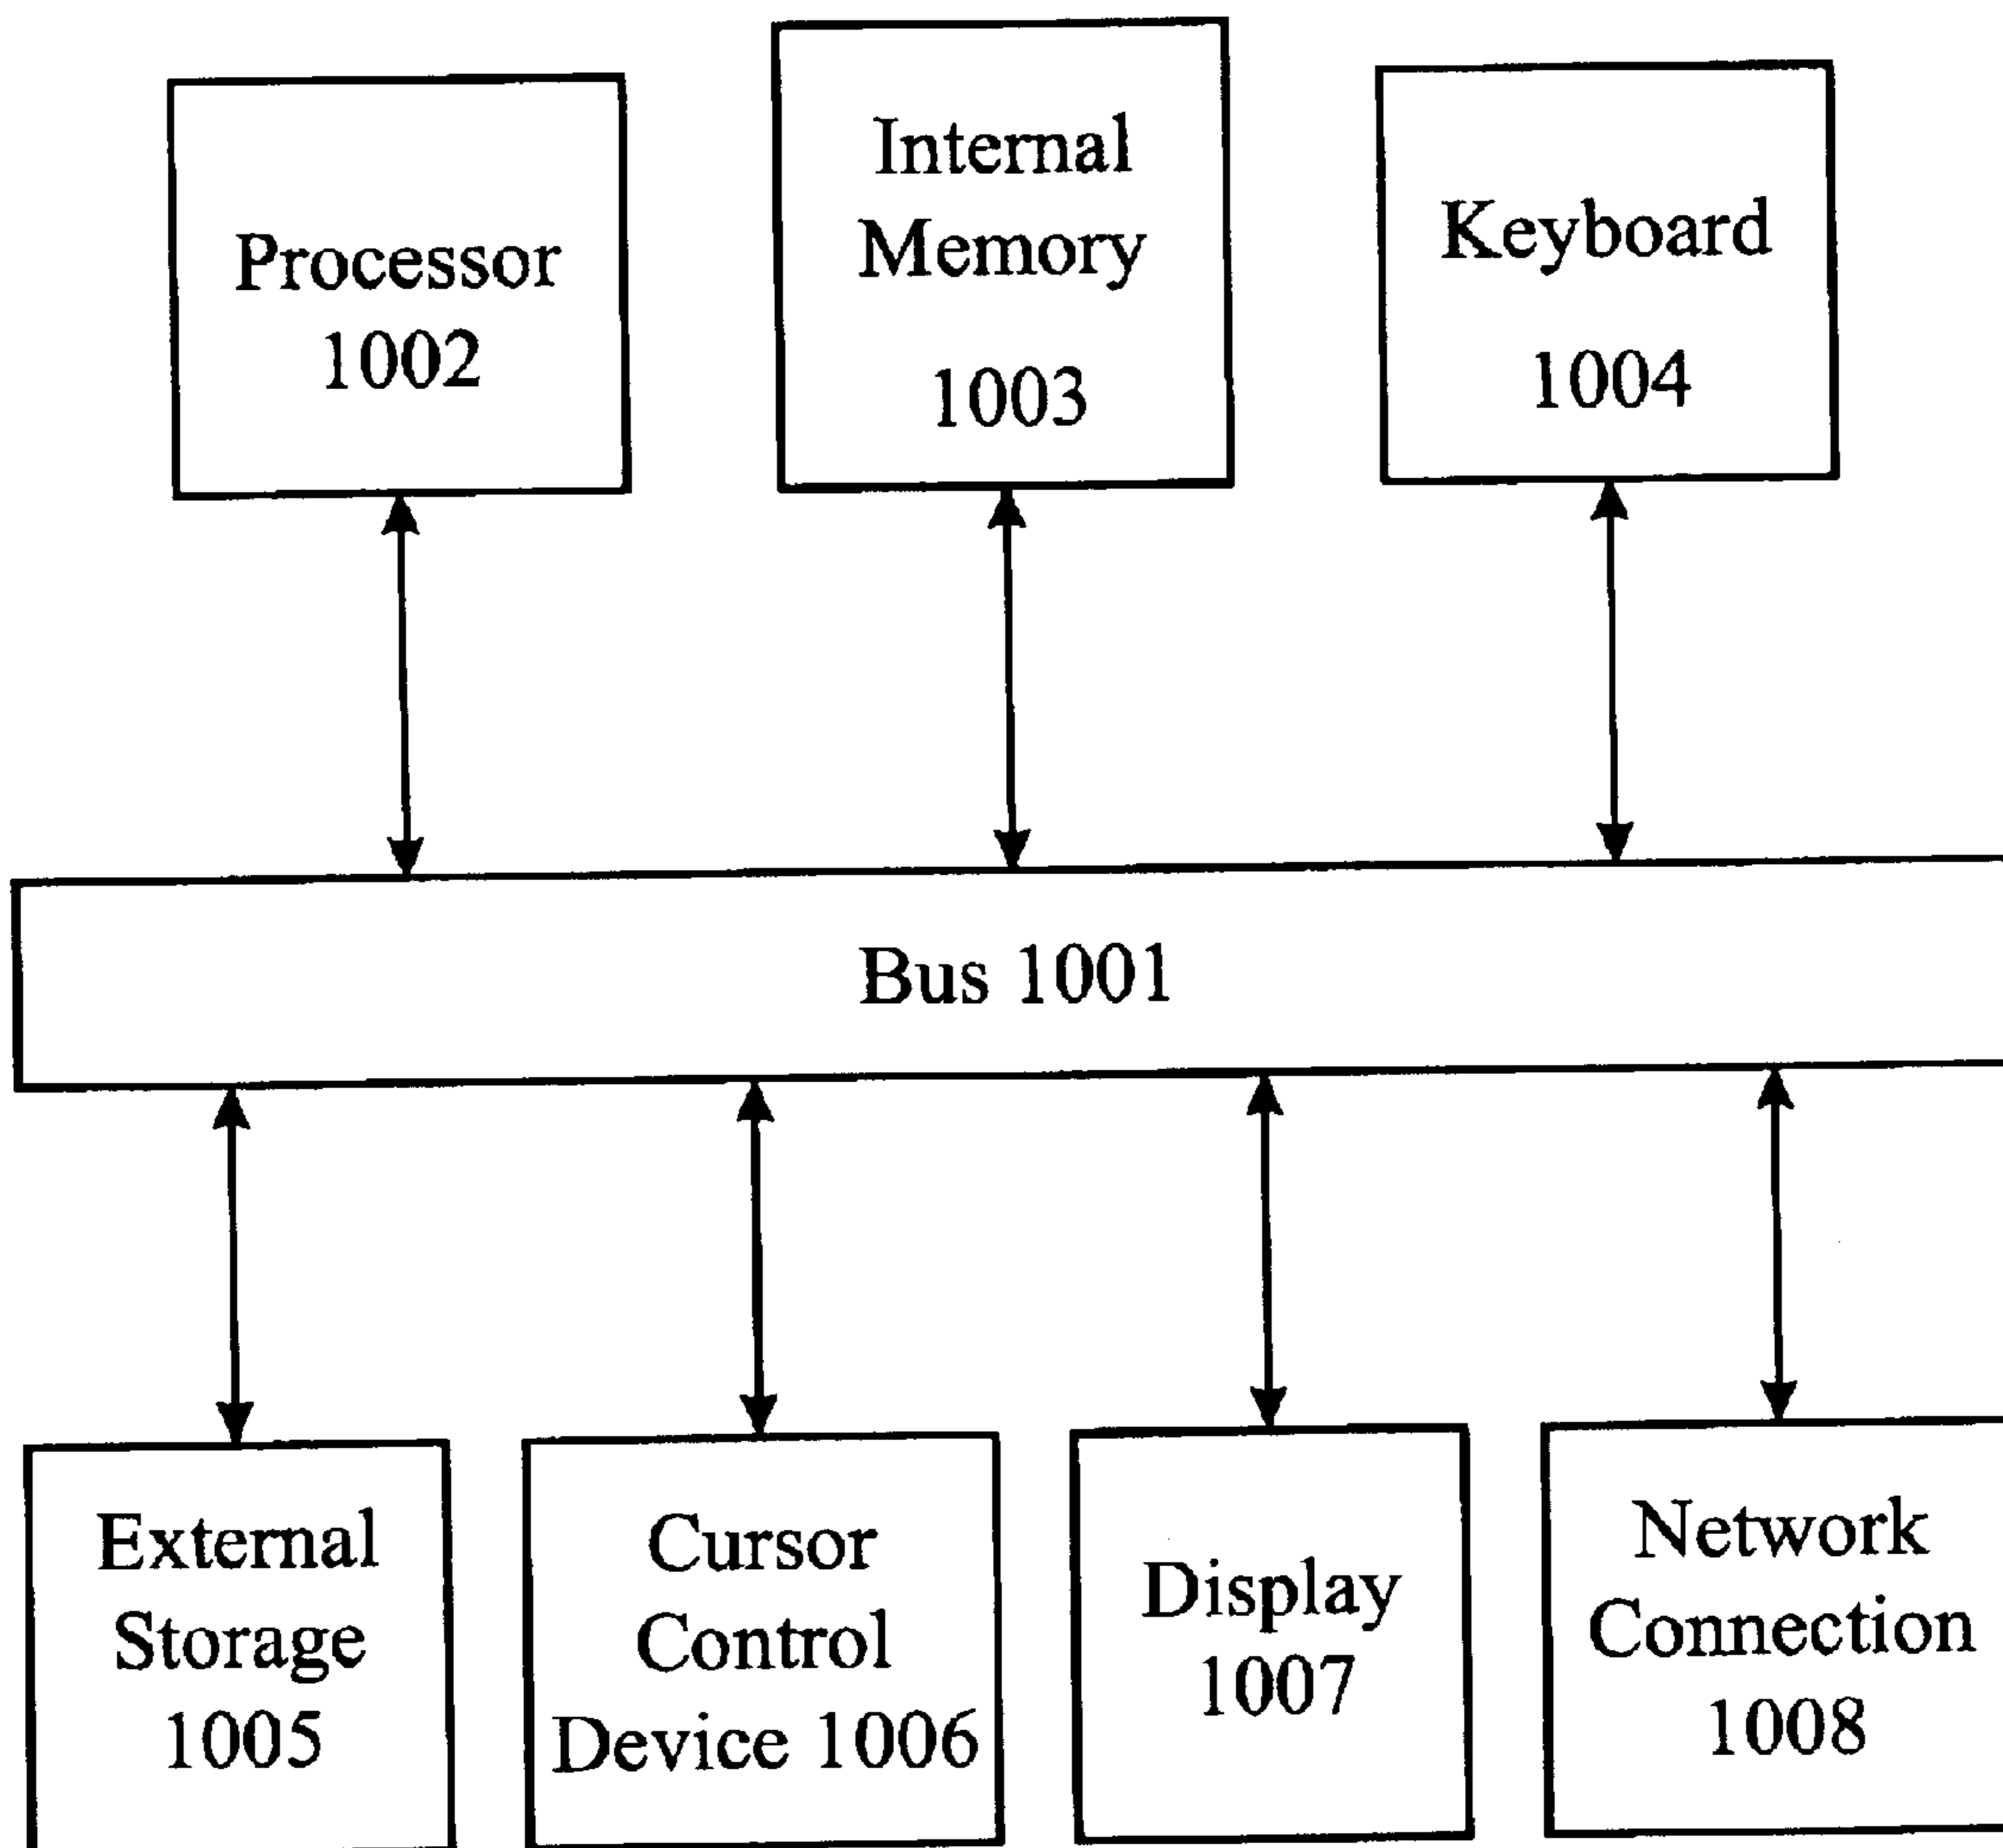 Processor
1002
Internal
Memory
1003
Keyboard
1004
Bus 1001
External
Storage
1005
Cursor
Control
Device 1006
Display
1007
Network
Connection
1008